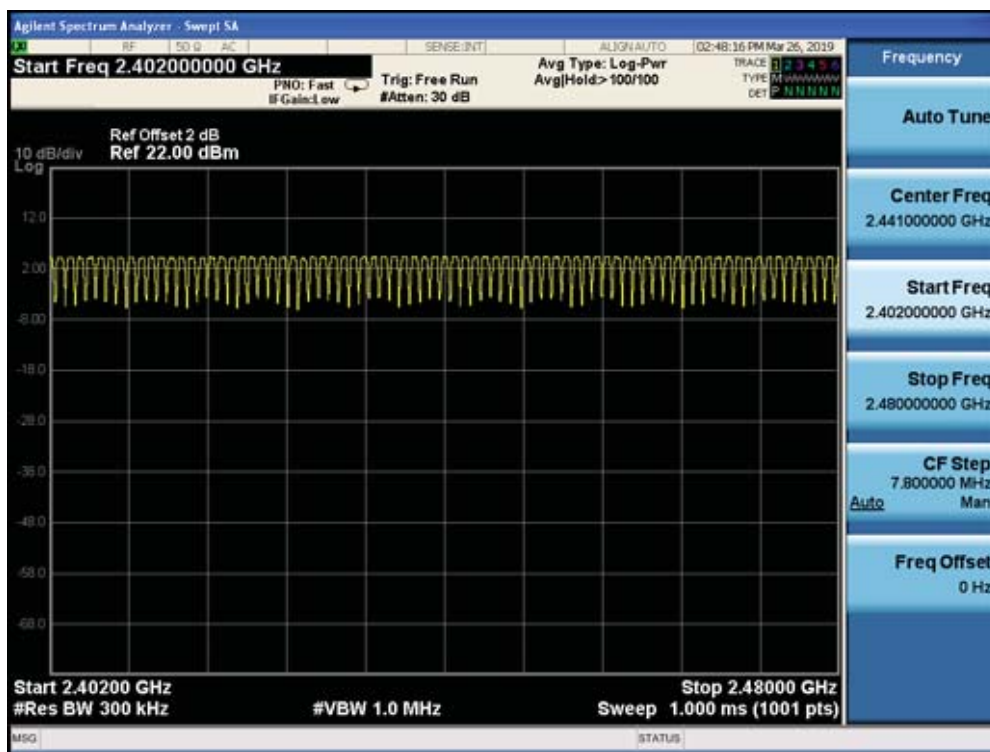 Agilent Spectrum Analyzer - Swept SA
RF 50 Ω AC SENSE:INT ALIGNAUTO 02:48:16 PM Mar 26, 2019
Start Freq 2.402000000 GHz
PNO: Fast
IFGain:Low
Trig: Free Run
#Atten: 30 dB
Avg Type: Log-Pwr
Avg|Hold:>100/100
TRACE 1 2 3 4 5 6
TYPE M
DET P N N N N N
Ref Offset 2 dB
10 dB/div Ref 22.00 dBm
Log
12.0
2.00
-8.00
-18.0
-28.0
-38.0
-48.0
-58.0
-68.0
Start 2.40200 GHz Stop 2.48000 GHz
#Res BW 300 kHz #VBW 1.0 MHz Sweep 1.000 ms (1001 pts)
MSG STATUS
Frequency
Auto Tune
Center Freq
2.441000000 GHz
Start Freq
2.402000000 GHz
Stop Freq
2.480000000 GHz
CF Step
7.800000 MHz
Auto Man
Freq Offset
0 Hz